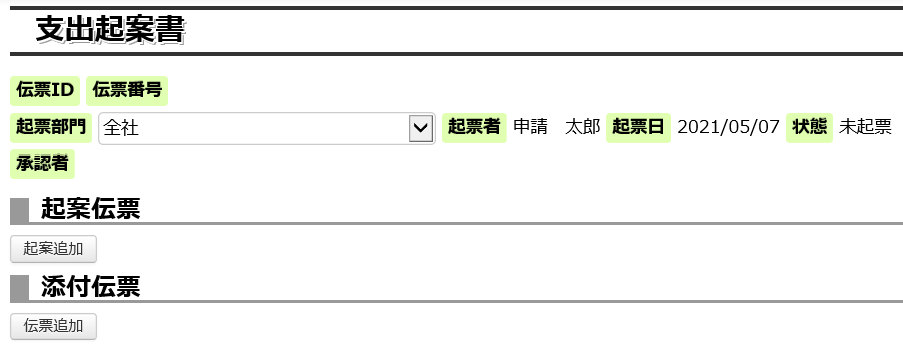 支出起案書
伝票ID 伝票番号
起票部門 全社 起票者 申請　太郎 起票日 2021/05/07 状態 未起票
承認者
起案伝票
起案追加
添付伝票
伝票追加